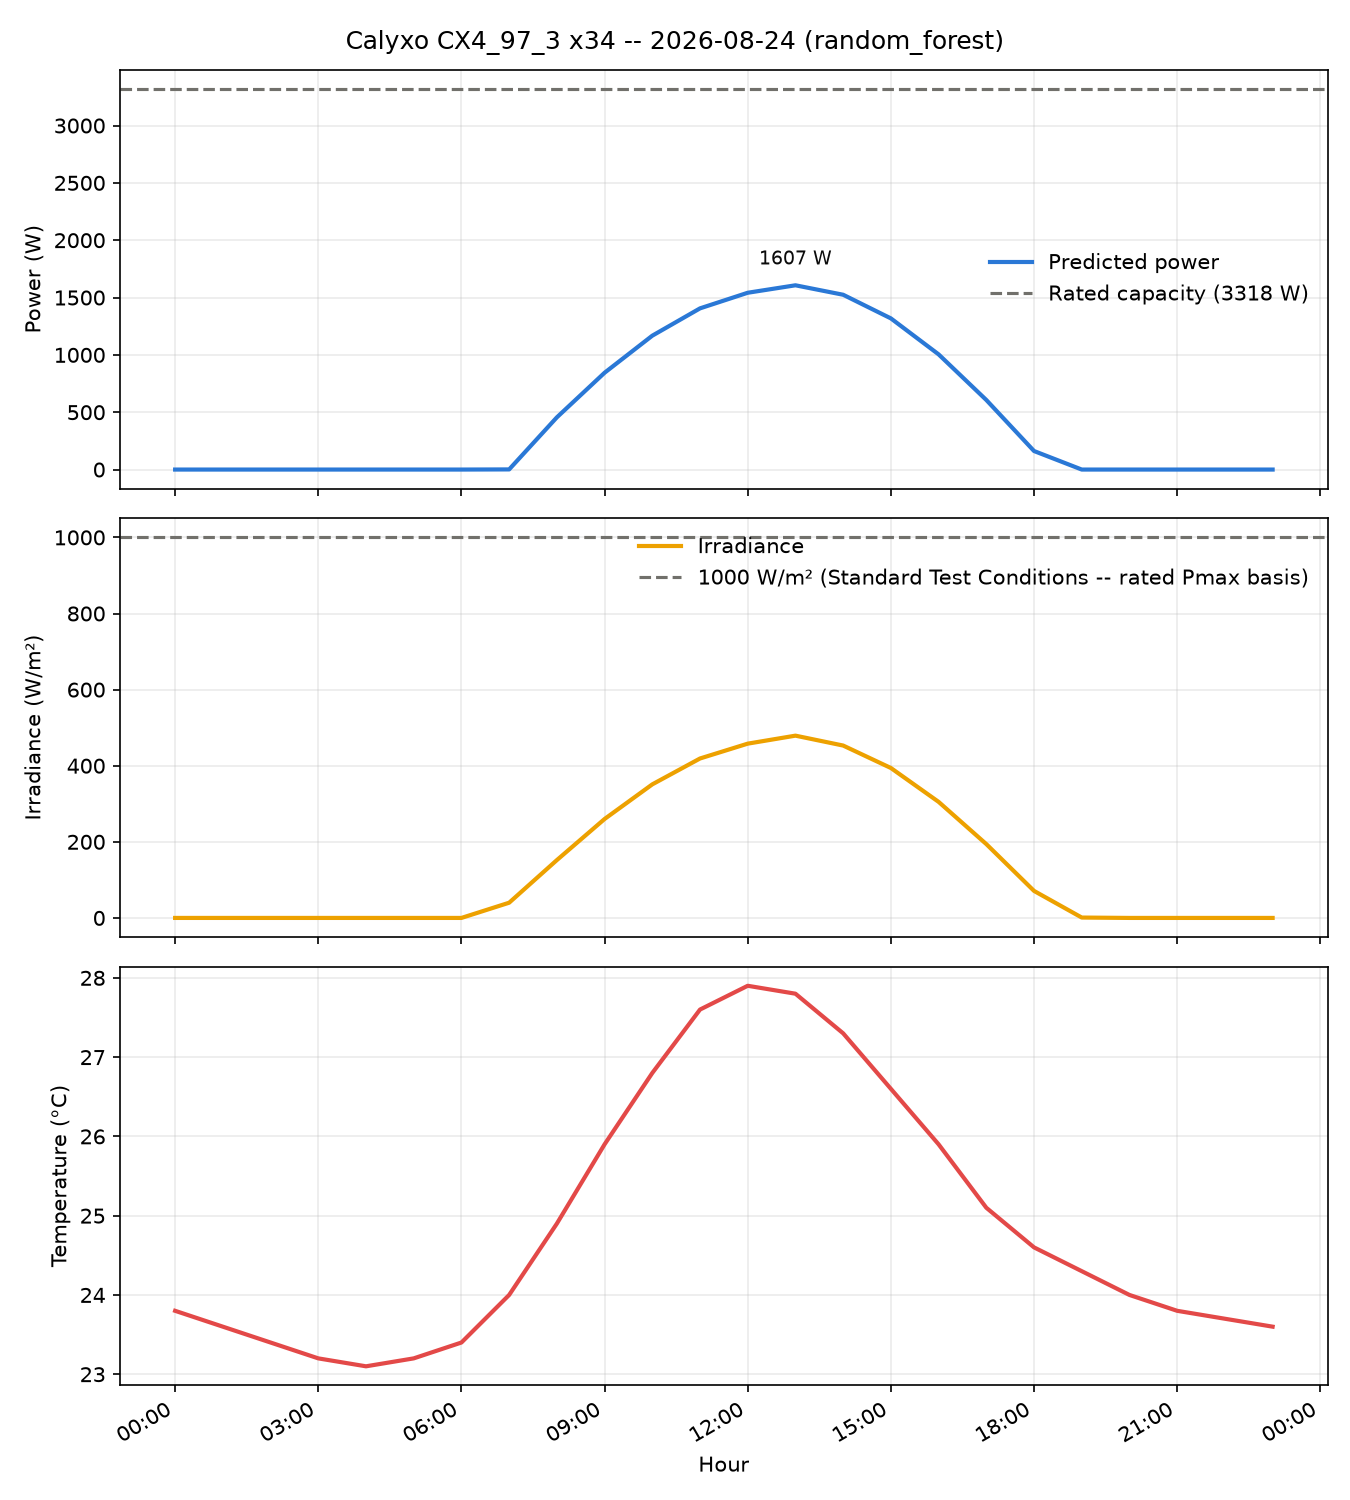 Calyxo CX4_97_3 x34 -- 2026-08-24 (random_forest)
Power (W)
3000
2500
2000
1500
1000
500
0
1607 W
Predicted power
Rated capacity (3318 W)
Irradiance (W/m²)
1000
800
600
400
200
0
Irradiance
1000 W/m² (Standard Test Conditions -- rated Pmax basis)
Temperature (°C)
28
27
26
25
24
23
00:00 03:00 06:00 09:00 12:00 15:00 18:00 21:00 00:00
Hour